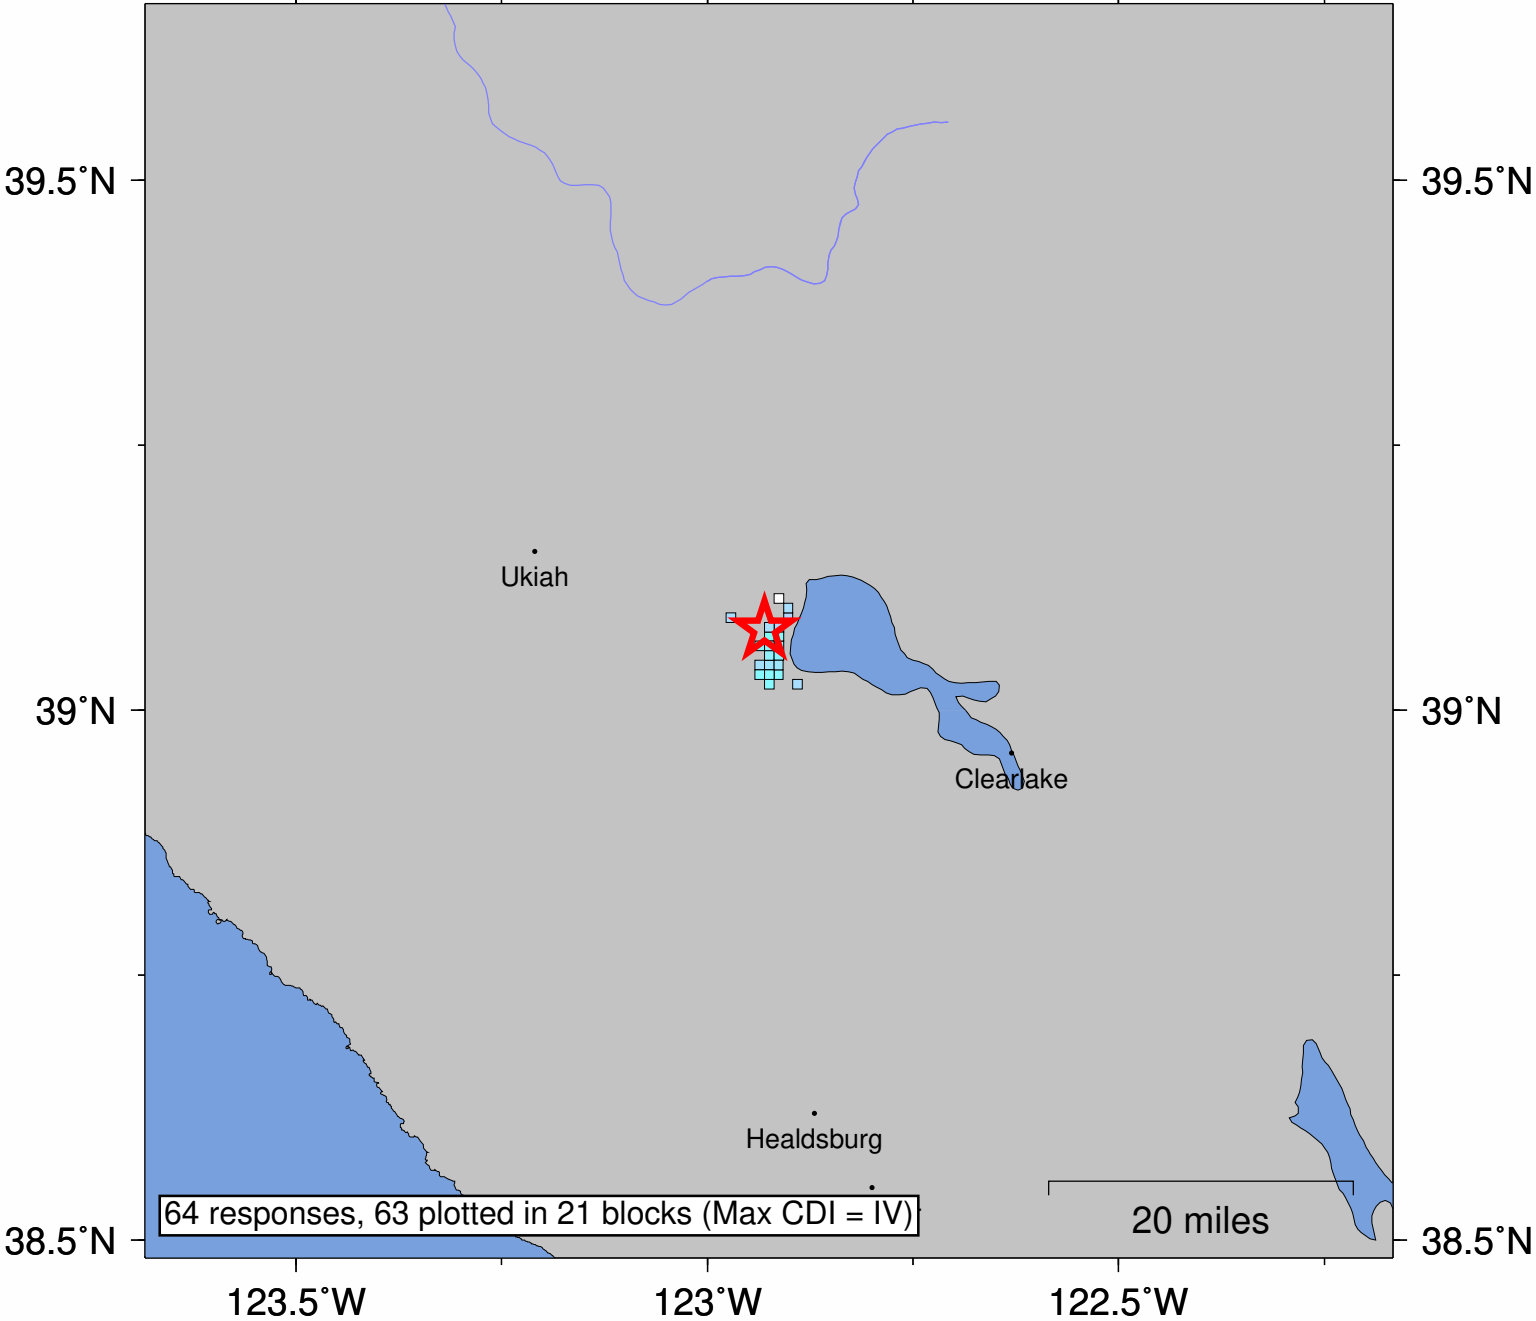 39.5˚N
39.5˚N
Ukiah
39˚N
39˚N
Clearlake
Healdsburg
64 responses, 63 plotted in 21 blocks (Max CDI = IV)
20 miles
38.5˚N
38.5˚N
123.5˚W
123˚W
122.5˚W